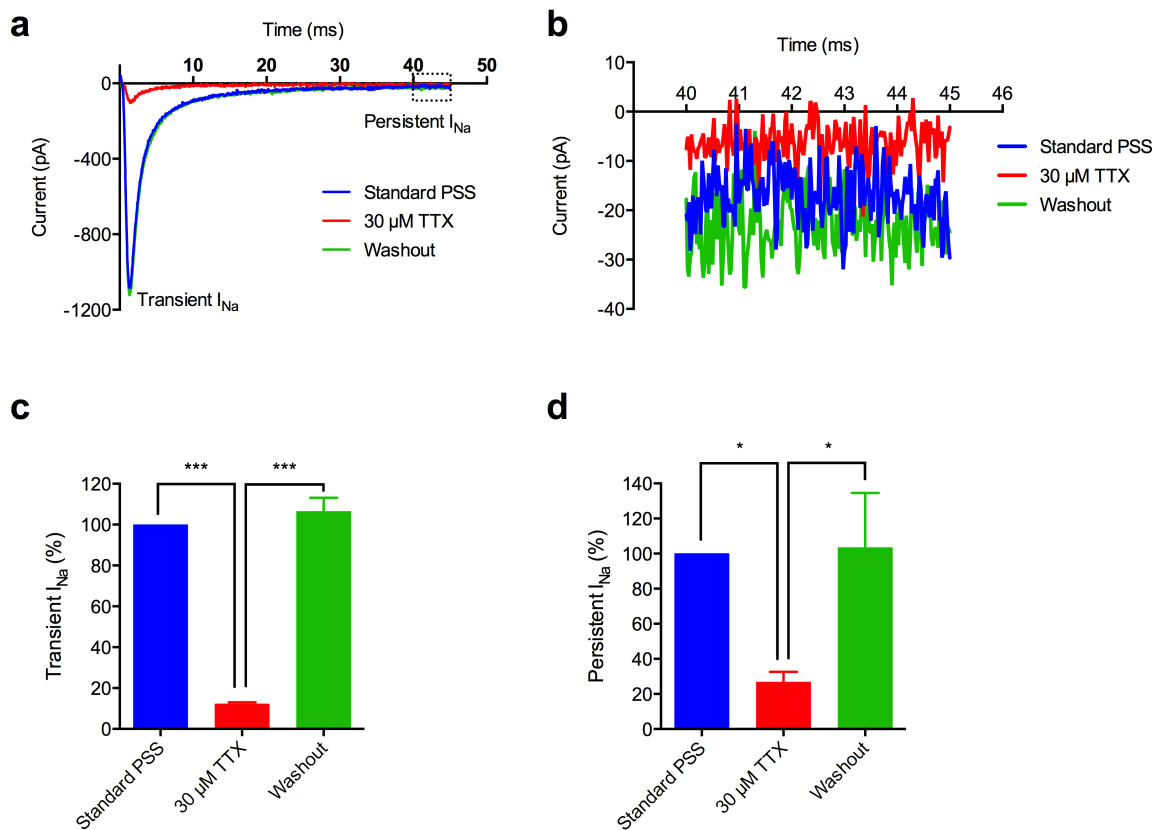 a
Time (ms)
0 10 20 30 40 50
0
-400
-800
-1200
Current (pA)
Persistent INa
Standard PSS
30 µM TTX
Washout
Transient INa
b
Time (ms)
40 41 42 43 44 45 46
10
0
-10
-20
-30
-40
Current (pA)
Standard PSS
30 µM TTX
Washout
c
*** ***
120
100
80
60
40
20
0
Transient INa (%)
Standard PSS
30 µM TTX
Washout
d
* *
140
120
100
80
60
40
20
0
Persistent INa (%)
Standard PSS
30 µM TTX
Washout